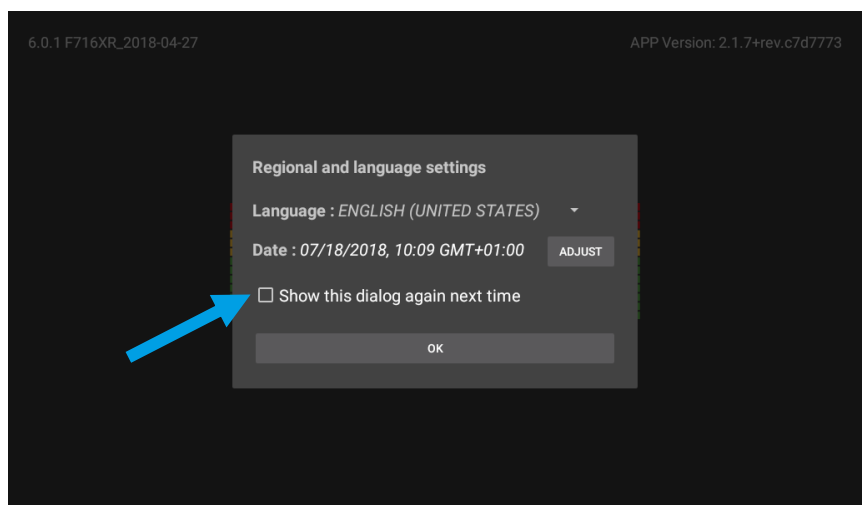 6.0.1 F716XR_2018-04-27
APP Version: 2.1.7+rev.c7d7773
Regional and language settings
Language : ENGLISH (UNITED STATES)
Date : 07/18/2018, 10:09 GMT+01:00 ADJUST
Show this dialog again next time
OK